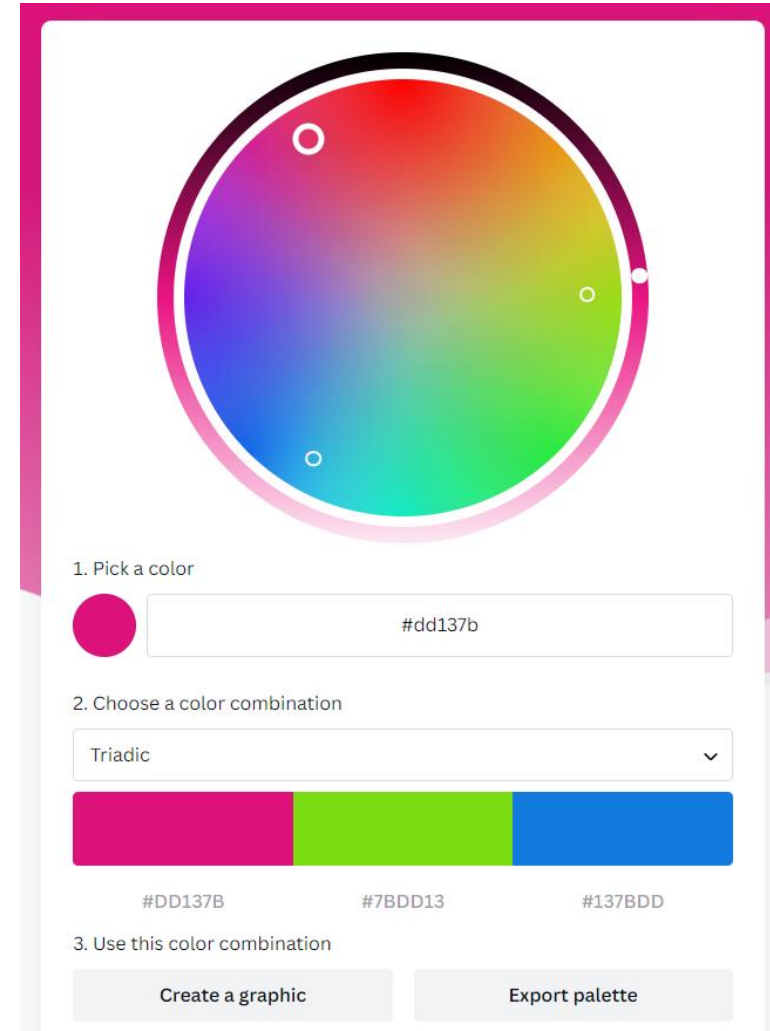 1. Pick a color
#dd137b
2. Choose a color combination
Triadic
#DD137B #7BDD13 #137BDD
3. Use this color combination
Create a graphic Export palette